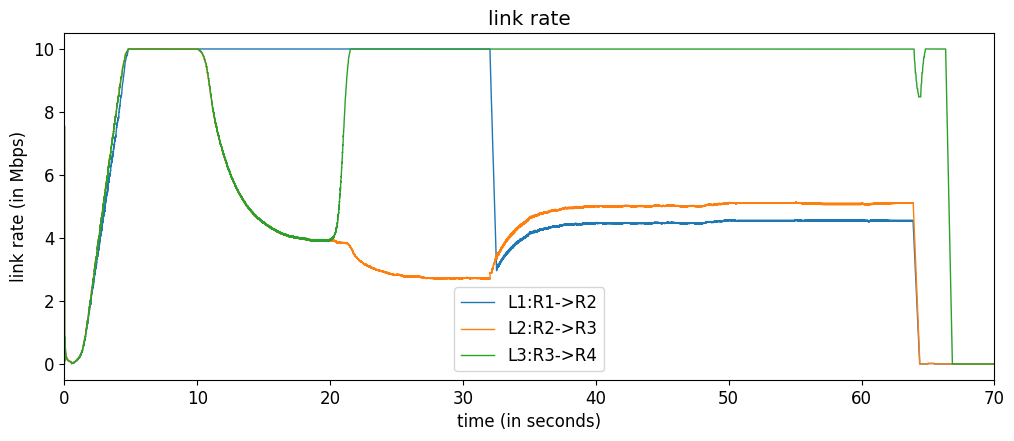 link rate
link rate (in Mbps)
10
8
6
4
2
0
L1:R1->R2
L2:R2->R3
L3:R3->R4
0 10 20 30 40 50 60 70
time (in seconds)